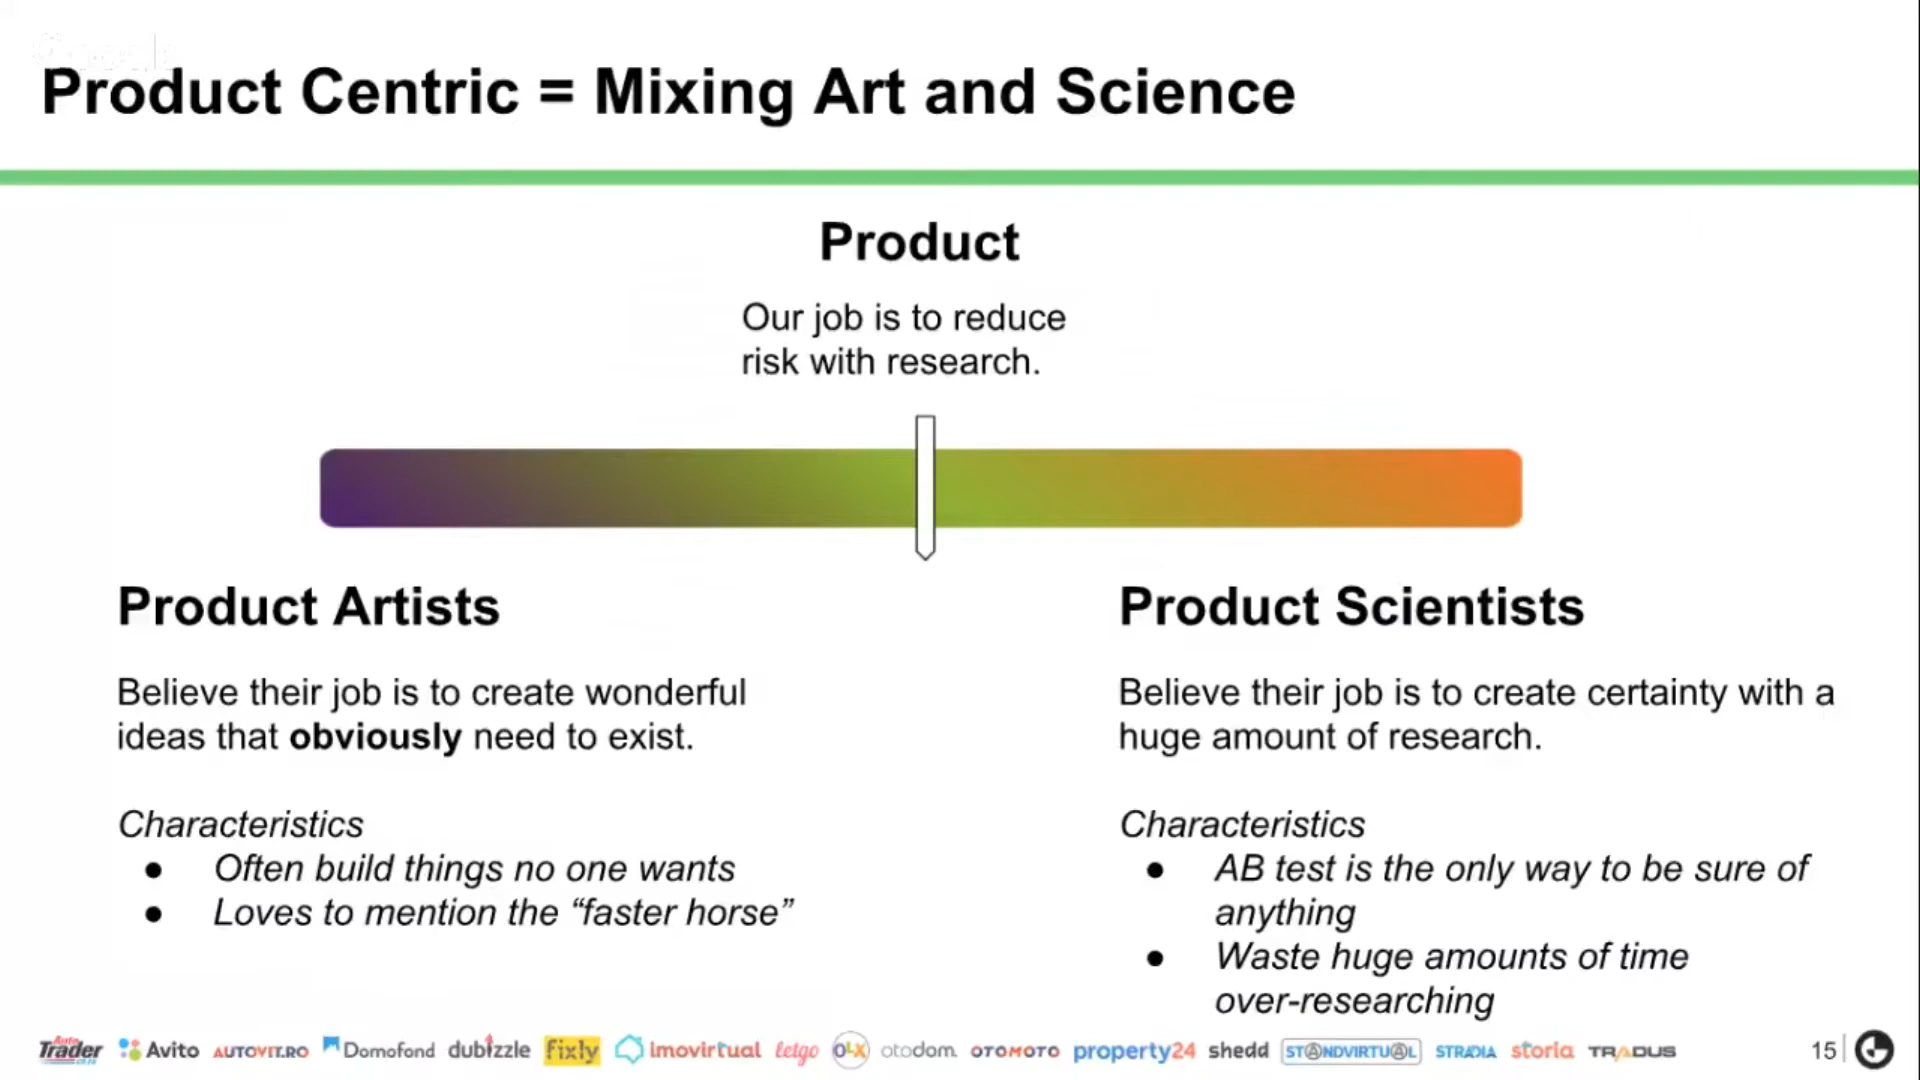 Product Centric = Mixing Art and Science
Product
Our job is to reduce
risk with research.
Product Artists
Believe their job is to create wonderful
ideas that obviously need to exist.
Characteristics
● Often build things no one wants
● Loves to mention the “faster horse”
Product Scientists
Believe their job is to create certainty with a
huge amount of research.
Characteristics
● AB test is the only way to be sure of
anything
● Waste huge amounts of time
over-researching
Auto Trader Avito AUTOVIT.RO Domofond dubizzle fixly imovirtual letgo OLX otodom OTOMOTO property24 shedd STANDVIRTUAL STRADIA storia TRADUS 15